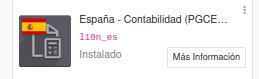 España - Contabilidad (PGCE…
l10n_es
Instalado
Más Información